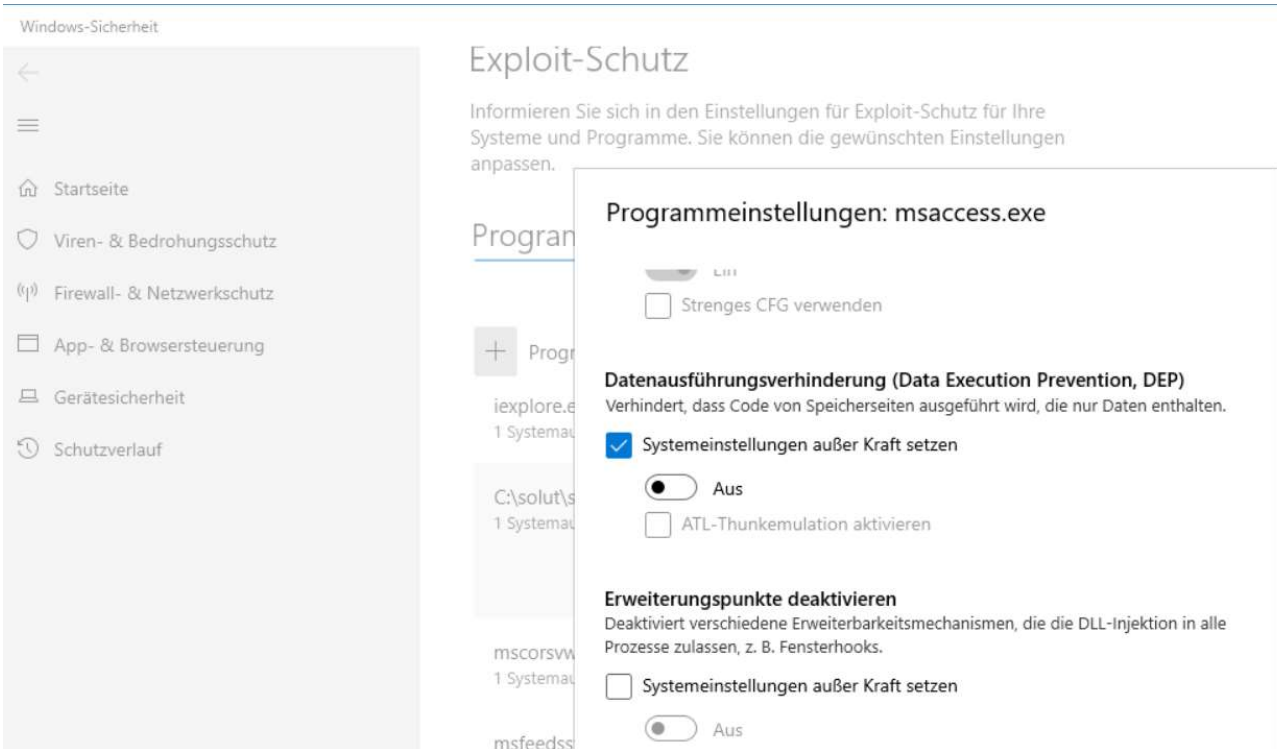 Windows-Sicherheit
Startseite
Viren- & Bedrohungsschutz
Firewall- & Netzwerkschutz
App- & Browsersteuerung
Gerätesicherheit
Schutzverlauf
Exploit-Schutz
Informieren Sie sich in den Einstellungen für Exploit-Schutz für Ihre
Systeme und Programme. Sie können die gewünschten Einstellungen
anpassen.
Program
Progr
iexplore.e
1 Systemau
C:\solut\s
1 Systemau
mscorsvw
1 Systemau
msfeedss
Programmeinstellungen: msaccess.exe
Ein
Strenges CFG verwenden
Datenausführungsverhinderung (Data Execution Prevention, DEP)
Verhindert, dass Code von Speicherseiten ausgeführt wird, die nur Daten enthalten.
Systemeinstellungen außer Kraft setzen
Aus
ATL-Thunkemulation aktivieren
Erweiterungspunkte deaktivieren
Deaktiviert verschiedene Erweiterbarkeitsmechanismen, die die DLL-Injektion in alle
Prozesse zulassen, z. B. Fensterhooks.
Systemeinstellungen außer Kraft setzen
Aus